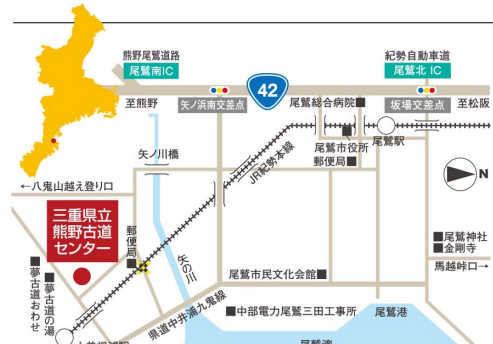 熊野尾鷲道路
尾鷲南IC
紀勢自動車道
尾鷲北 IC
42
至熊野
矢ノ浜南交差点
尾鷲総合病院
坂場交差点
至松阪
尾鷲市役所
郵便局
尾鷲駅
矢ノ川橋
JR紀勢本線
N
←八鬼山越え登り口
三重県立
熊野古道
センター
郵便局
矢の川
尾鷲神社
金剛寺
馬越峠口→
夢古道の湯
夢古道おわせ
尾鷲市民文化会館
県道中井浦九鬼線
中部電力尾鷲三田工事所
尾鷲港